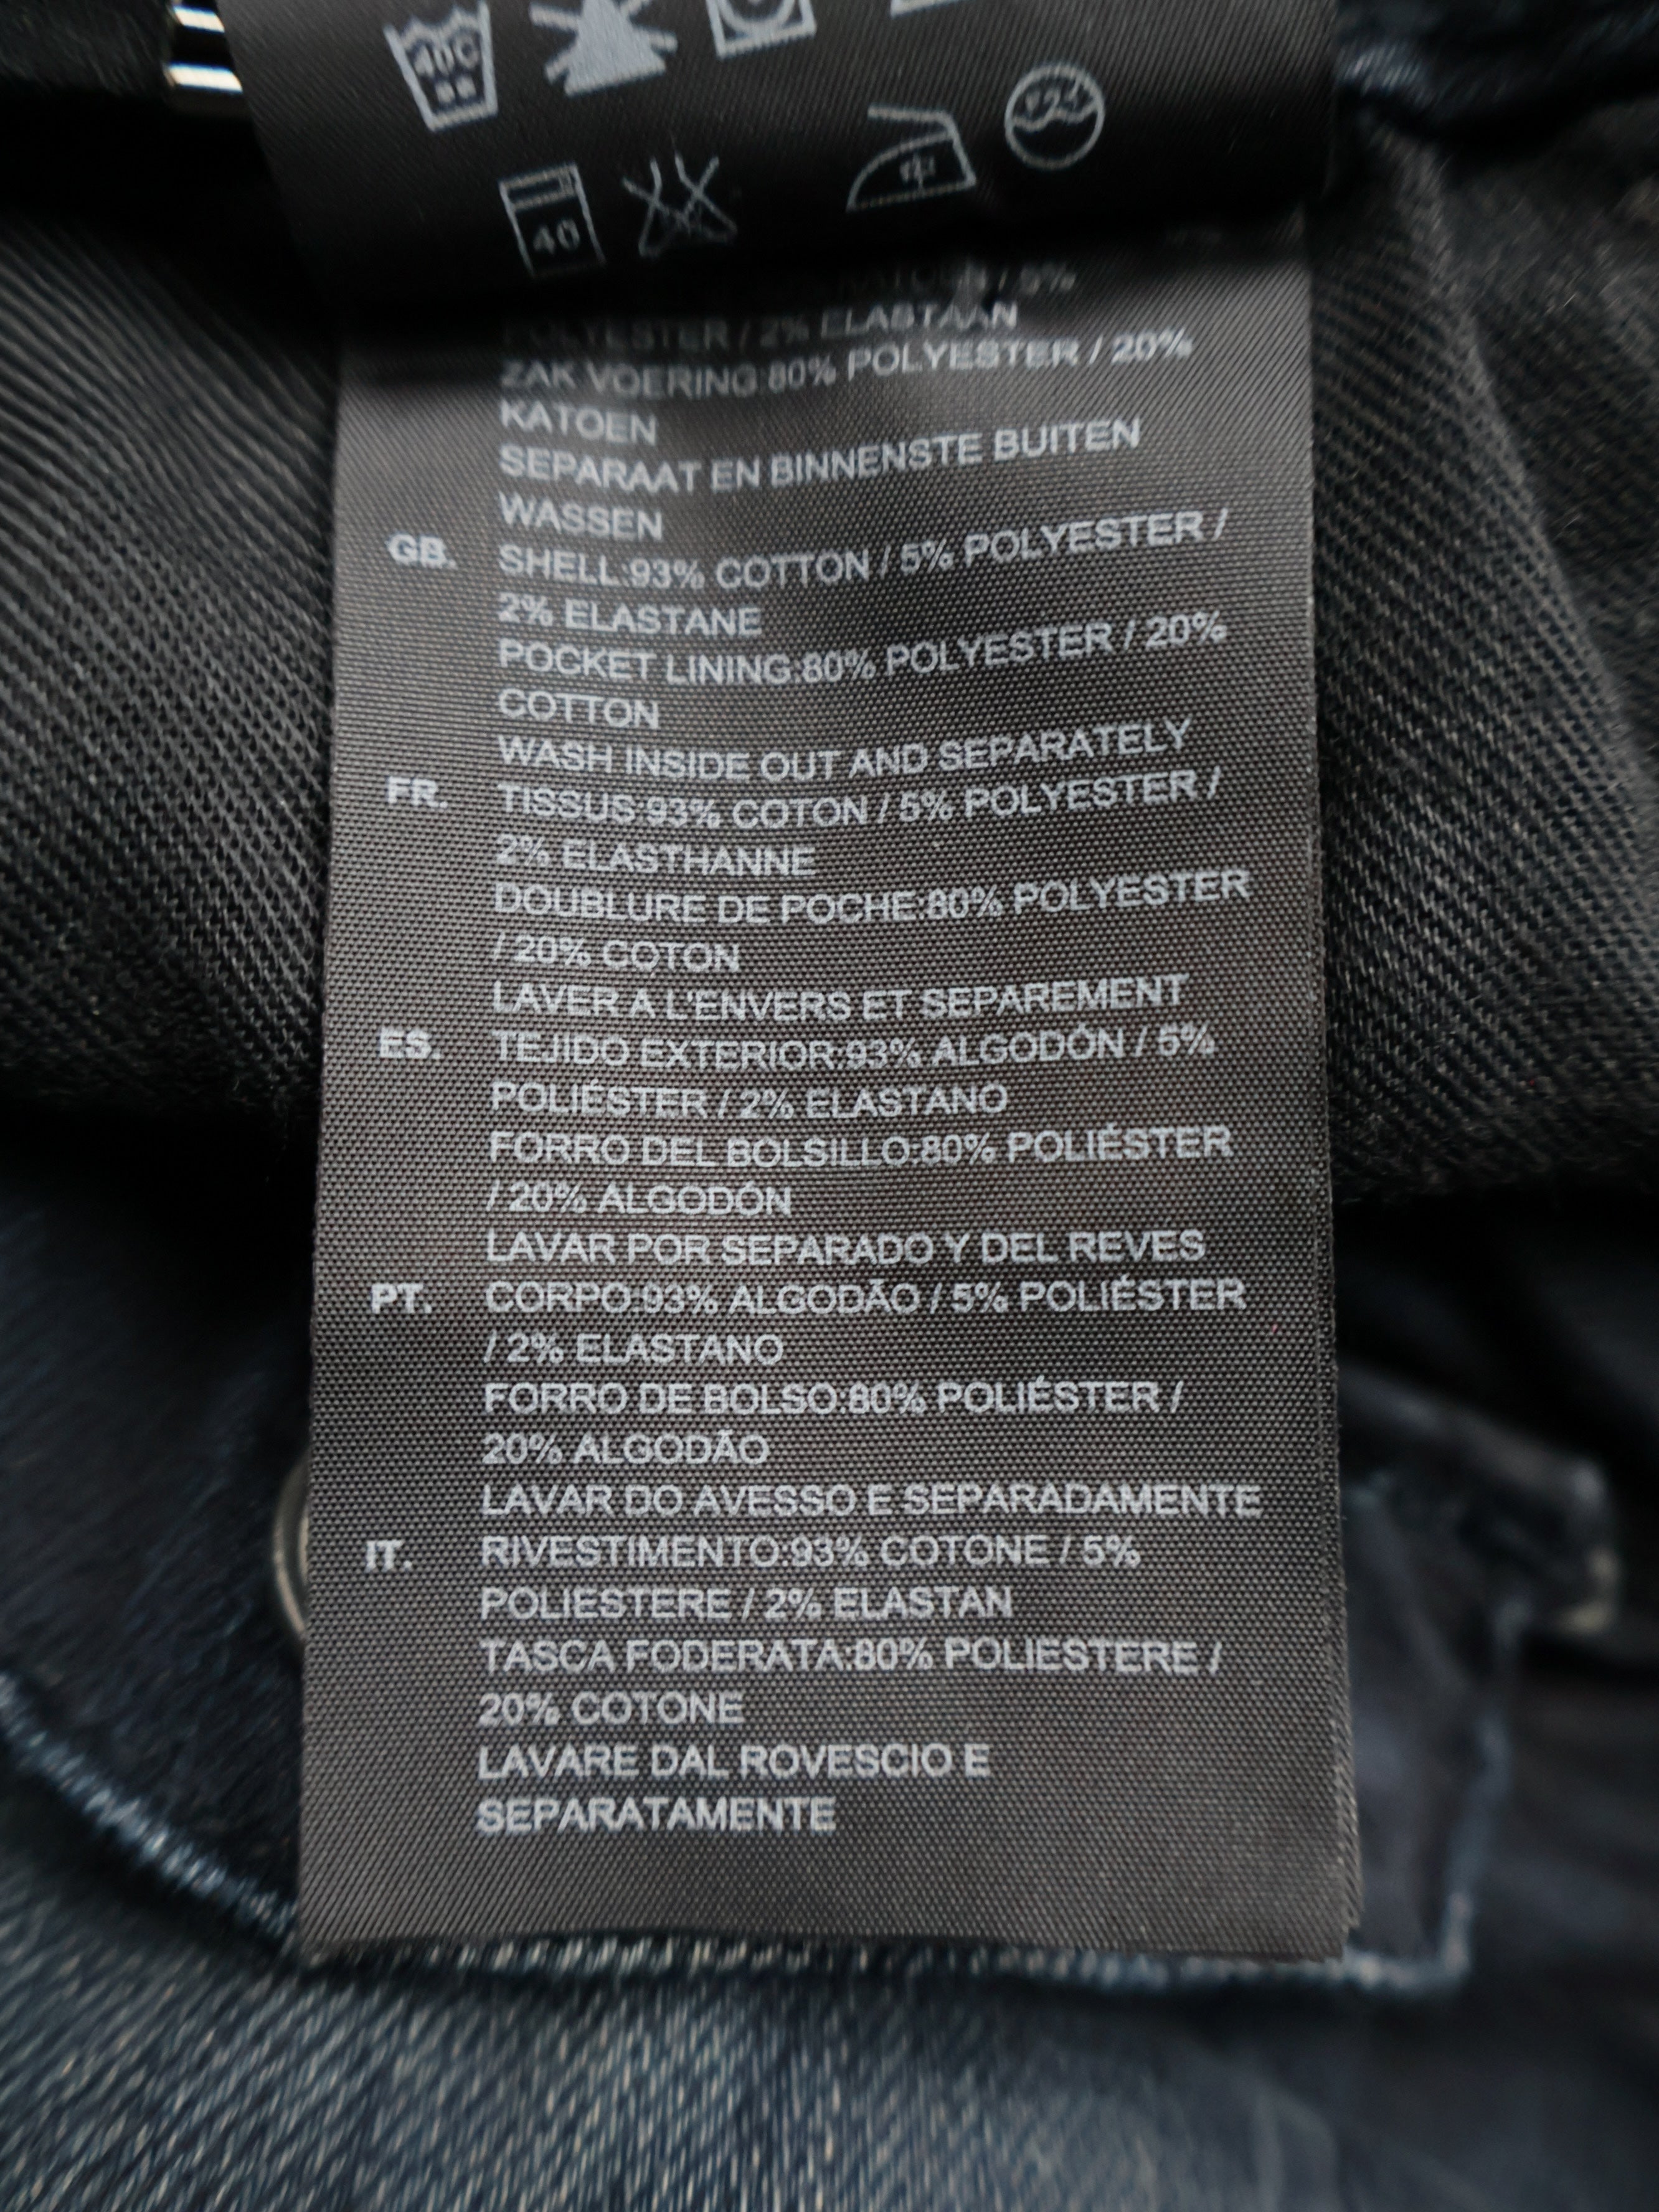 40C
40
/ 5%
POLYESTER / 2% ELASTAAN
ZAK VOERING:80% POLYESTER / 20%
KATOEN
SEPARAAT EN BINNENSTE BUITEN
WASSEN
GB. SHELL:93% COTTON / 5% POLYESTER /
2% ELASTANE
POCKET LINING:80% POLYESTER / 20%
COTTON
WASH INSIDE OUT AND SEPARATELY
FR. TISSUS:93% COTON / 5% POLYESTER /
2% ELASTHANNE
DOUBLURE DE POCHE:80% POLYESTER
/ 20% COTON
LAVER A L'ENVERS ET SEPAREMENT
ES. TEJIDO EXTERIOR:93% ALGODÓN / 5%
POLIÉSTER / 2% ELASTANO
FORRO DEL BOLSILLO:80% POLIÉSTER
/ 20% ALGODÓN
LAVAR POR SEPARADO Y DEL REVES
PT. CORPO:93% ALGODÃO / 5% POLIÉSTER
/ 2% ELASTANO
FORRO DE BOLSO:80% POLIÉSTER /
20% ALGODÃO
LAVAR DO AVESSO E SEPARADAMENTE
IT. RIVESTIMENTO:93% COTONE / 5%
POLIESTERE / 2% ELASTAN
TASCA FODERATA:80% POLIESTERE /
20% COTONE
LAVARE DAL ROVESCIO E
SEPARATAMENTE